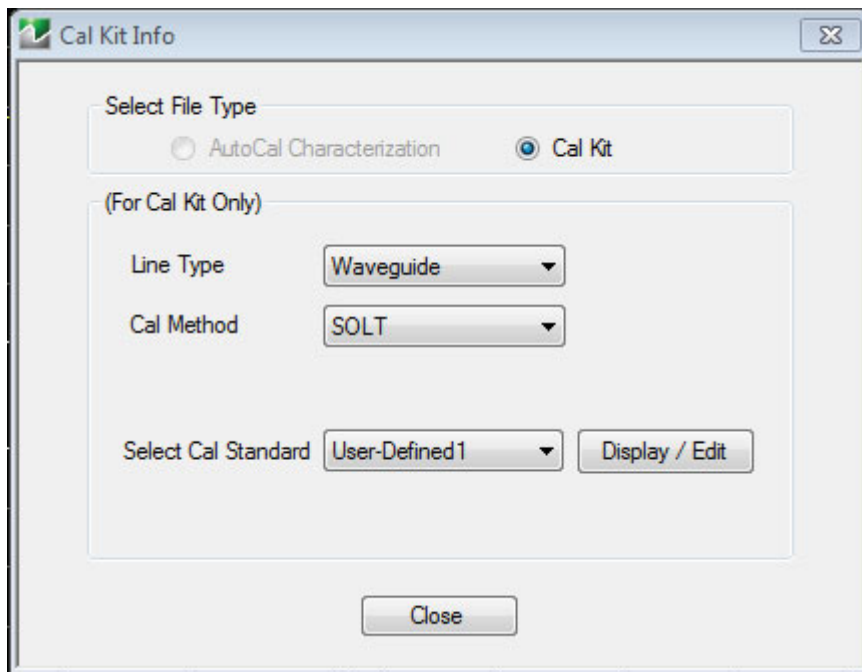 Cal Kit Info
Select File Type
AutoCal Characterization Cal Kit
(For Cal Kit Only)
Line Type Waveguide
Cal Method SOLT
Select Cal Standard User-Defined1 Display / Edit
Close